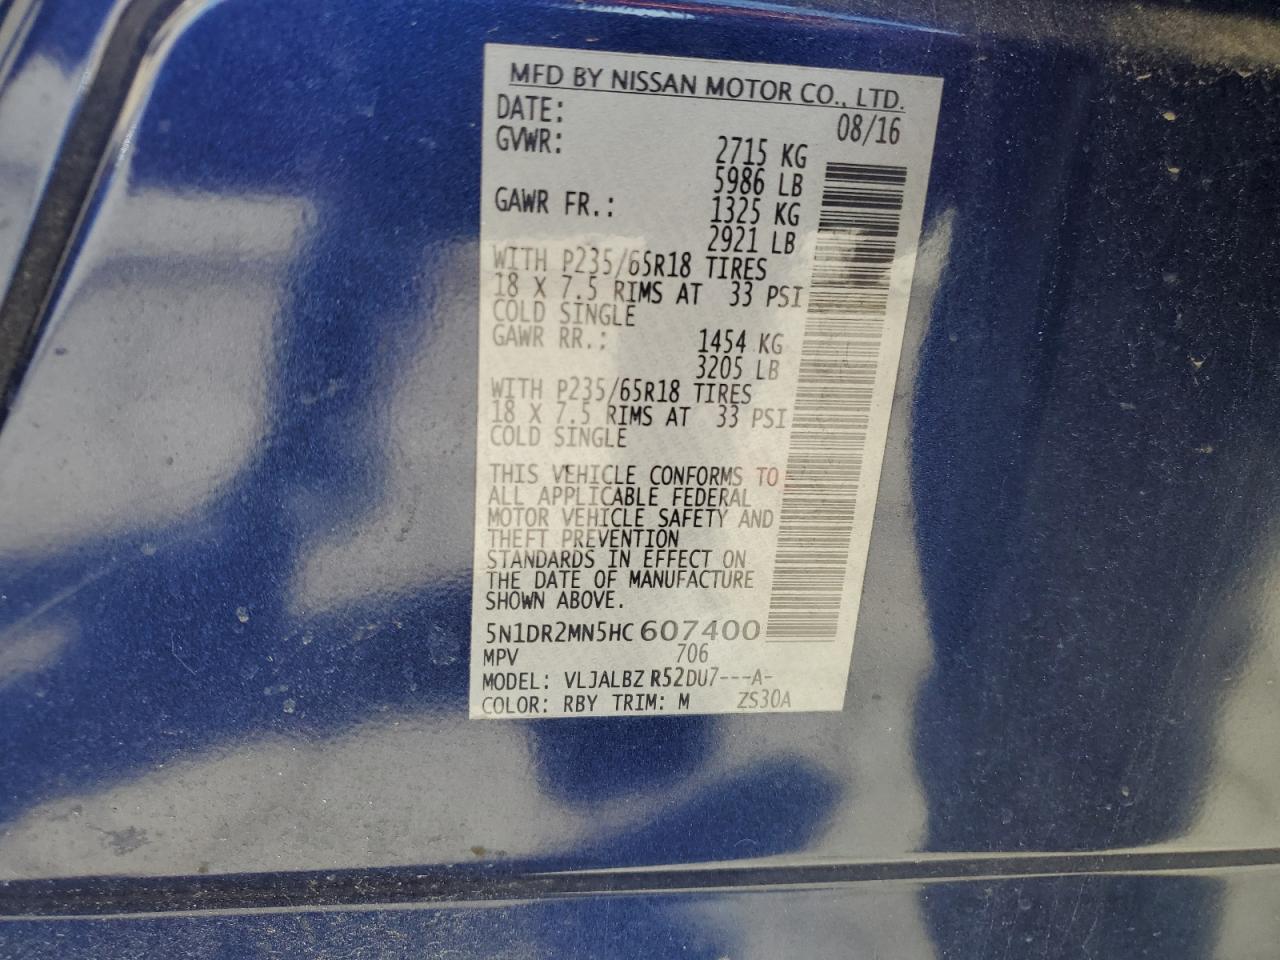 MFD BY NISSAN MOTOR CO., LTD.
DATE: 08/16
GVWR: 2715 KG
5986 LB
GAWR FR.: 1325 KG
2921 LB
WITH P235/65R18 TIRES
18 X 7.5 RIMS AT 33 PSI
COLD SINGLE
GAWR RR.: 1454 KG
3205 LB
WITH P235/65R18 TIRES
18 X 7.5 RIMS AT 33 PSI
COLD SINGLE
THIS VEHICLE CONFORMS TO
ALL APPLICABLE FEDERAL
MOTOR VEHICLE SAFETY AND
THEFT PREVENTION
STANDARDS IN EFFECT ON
THE DATE OF MANUFACTURE
SHOWN ABOVE.
5N1DR2MN5HC 607400
MPV 706
MODEL: VLJALBZ R52DU7---A-
COLOR: RBY TRIM: M ZS30A